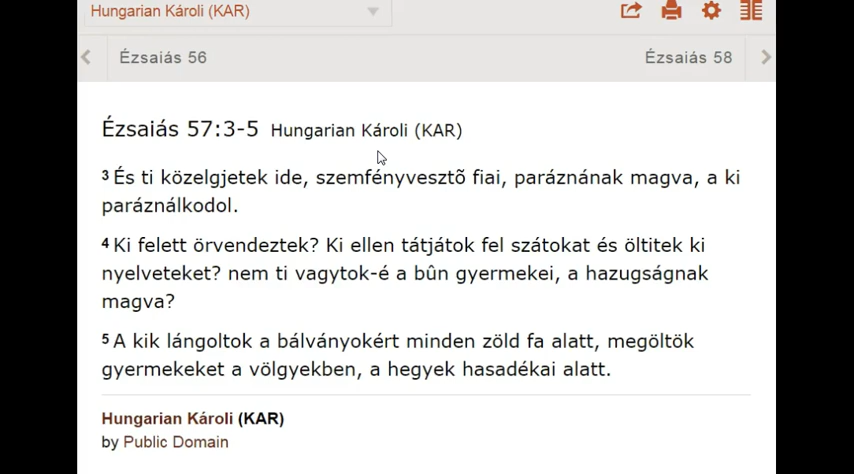 Hungarian Károli (KAR)
Ézsaiás 56
Ézsaiás 58
Ézsaiás 57:3-5 Hungarian Károli (KAR)
3 És ti közelgjetek ide, szemfényvesztõ fiai, paráznának magva, a ki
paráználkodol.
4 Ki felett örvendeztek? Ki ellen tátjátok fel szátokat és öltitek ki
nyelveteket? nem ti vagytok-é a bûn gyermekei, a hazugságnak
magva?
5 A kik lángoltok a bálványokért minden zöld fa alatt, megöltök
gyermekeket a völgyekben, a hegyek hasadékai alatt.
Hungarian Károli (KAR)
by Public Domain